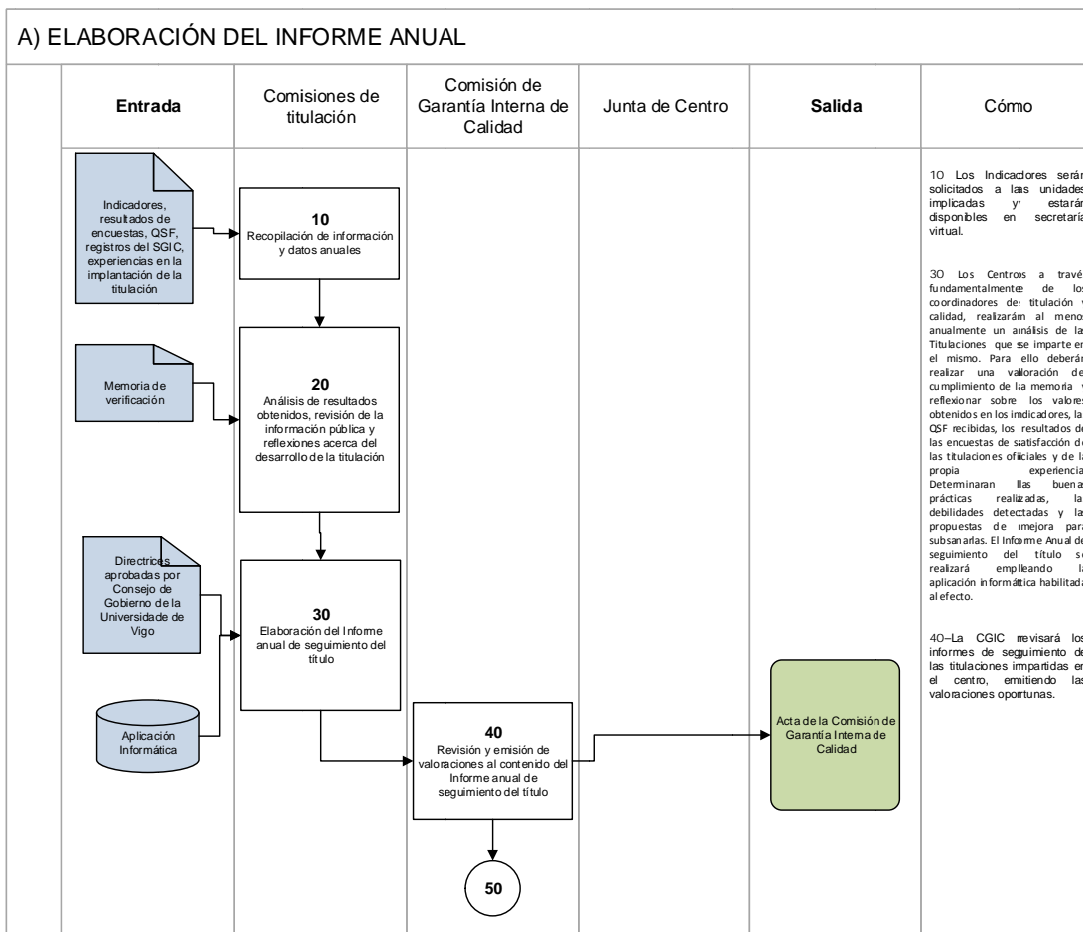 A) ELABORACIÓN DEL INFORME ANUAL
Entrada
Comisiones de
titulación
Comisión de
Garantía Interna de
Calidad
Junta de Centro
Salida
Cómo
Indicadores,
resultados de
encuestas, QSF,
registros del SGIC,
experiencias en la
implantación de la
titulación
10
Recopilación de información
y datos anuales
Memoria de
verificación
20
Análisis de resultados
obtenidos, revisión de la
información pública y
reflexiones acerca del
desarrollo de la titulación
Directrices
aprobadas por
Consejo de
Gobierno de la
Universidade de
Vigo
Aplicación
Informática
30
Elaboración del Informe
anual de seguimiento del
título
40
Revisión y emisión de
valoraciones al contenido del
Informe anual de
seguimiento del título
50
Acta de la Comisión de
Garantía Interna de
Calidad
10 Los Indicadores serán
solicitados a las unidades
implicadas y estarán
disponibles en secretaría
virtual.
30 Los Centros a travé
fundamentalmente de los
coordinadores de titulación y
calidad, realizarán al menos
anualmente un análisis de las
Titulaciones que se imparte en
el mismo. Para ello deberán
realizar una valoración de
cumplimiento de la memoria y
reflexionar sobre los valores
obtenidos en los indicadores, la
QSF recibidas, los resultados de
las encuestas de satisfacción de
las titulaciones oficiales y de la
propia experiencia
Determinaran las buenas
prácticas realizadas, la
debilidades detectadas y las
propuestas de mejora para
subsanarlas. El Informe Anual de
seguimiento del título se
realizará empleando la
aplicación informática habilitada
al efecto.
40–La CGIC revisará los
informes de seguimiento de
las titulaciones impartidas en
el centro, emitiendo las
valoraciones oportunas.